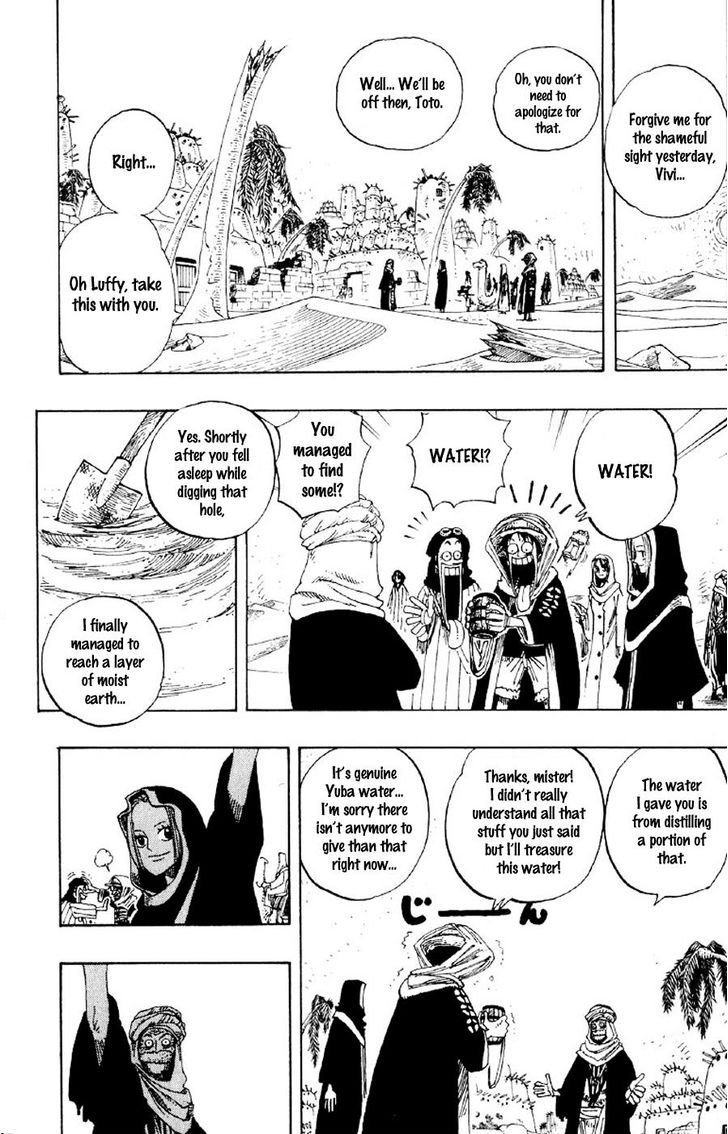 Forgive me for
the shameful
sight yesterday,
Vivi...
Oh, you don't
need to
apologize for
that.
Well... We'll be
off then, Toto.
Right...
Oh Luffy, take
this with you.
WATER!
WATER!?
You
managed
to find
some!?
Yes. Shortly
after you fell
asleep while
digging that
hole,
I finally
managed to
reach a layer
of moist
earth...
The water
I gave you is
from distilling
a portion of
that.
Thanks, mister!
I didn't really
understand all that
stuff you just said
but I'll treasure
this water!
It's genuine
Yuba water...
I'm sorry there
isn't anymore to
give than that
right now...
じーん